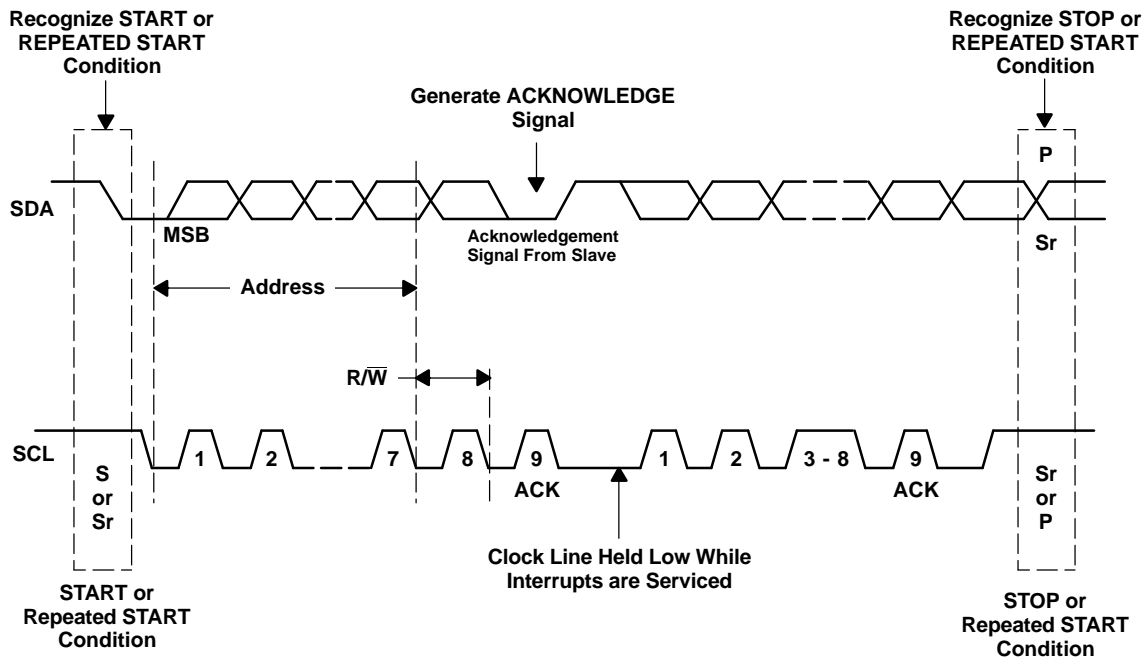 Recognize START or
REPEATED START
Condition
Recognize STOP or
REPEATED START
Condition
Generate ACKNOWLEDGE
Signal
P
SDA
MSB
Acknowledgement
Signal From Slave
Sr
Address
R/W̅
SCL
1
2
7
8
9
1
2
3 - 8
9
ACK
ACK
S
or
Sr
Sr
or
P
Clock Line Held Low While
Interrupts are Serviced
START or
Repeated START
Condition
STOP or
Repeated START
Condition